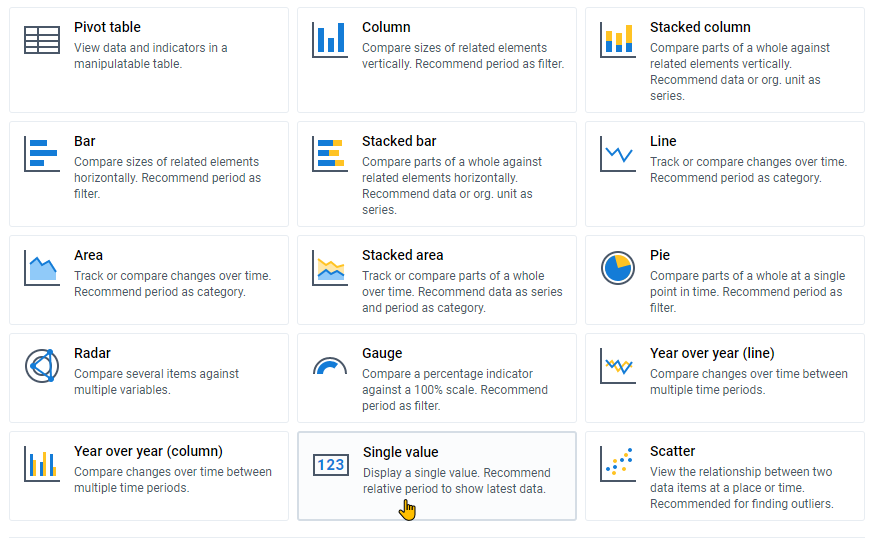 Pivot table
View data and indicators in a
manipulatable table.
Column
Compare sizes of related elements
vertically. Recommend period as filter.
Stacked column
Compare parts of a whole against
related elements vertically.
Recommend data or org. unit as
series.
Bar
Compare sizes of related elements
horizontally. Recommend period as
filter.
Stacked bar
Compare parts of a whole against
related elements horizontally.
Recommend data or org. unit as
series.
Line
Track or compare changes over time.
Recommend period as category.
Area
Track or compare changes over time.
Recommend period as category.
Stacked area
Track or compare parts of a whole
over time. Recommend data as series
and period as category.
Pie
Compare parts of a whole at a single
point in time. Recommend period as
filter.
Radar
Compare several items against
multiple variables.
Gauge
Compare a percentage indicator
against a 100% scale. Recommend
period as filter.
Year over year (line)
Compare changes over time between
multiple time periods.
Year over year (column)
Compare changes over time between
multiple time periods.
123
Single value
Display a single value. Recommend
relative period to show latest data.
Scatter
View the relationship between two
data items at a place or time.
Recommended for finding outliers.